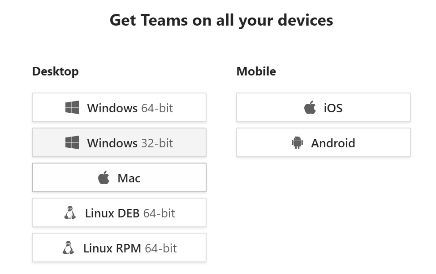 Get Teams on all your devices
Desktop
Windows 64-bit
Windows 32-bit
Mac
Linux DEB 64-bit
Linux RPM 64-bit
Mobile
iOS
Android